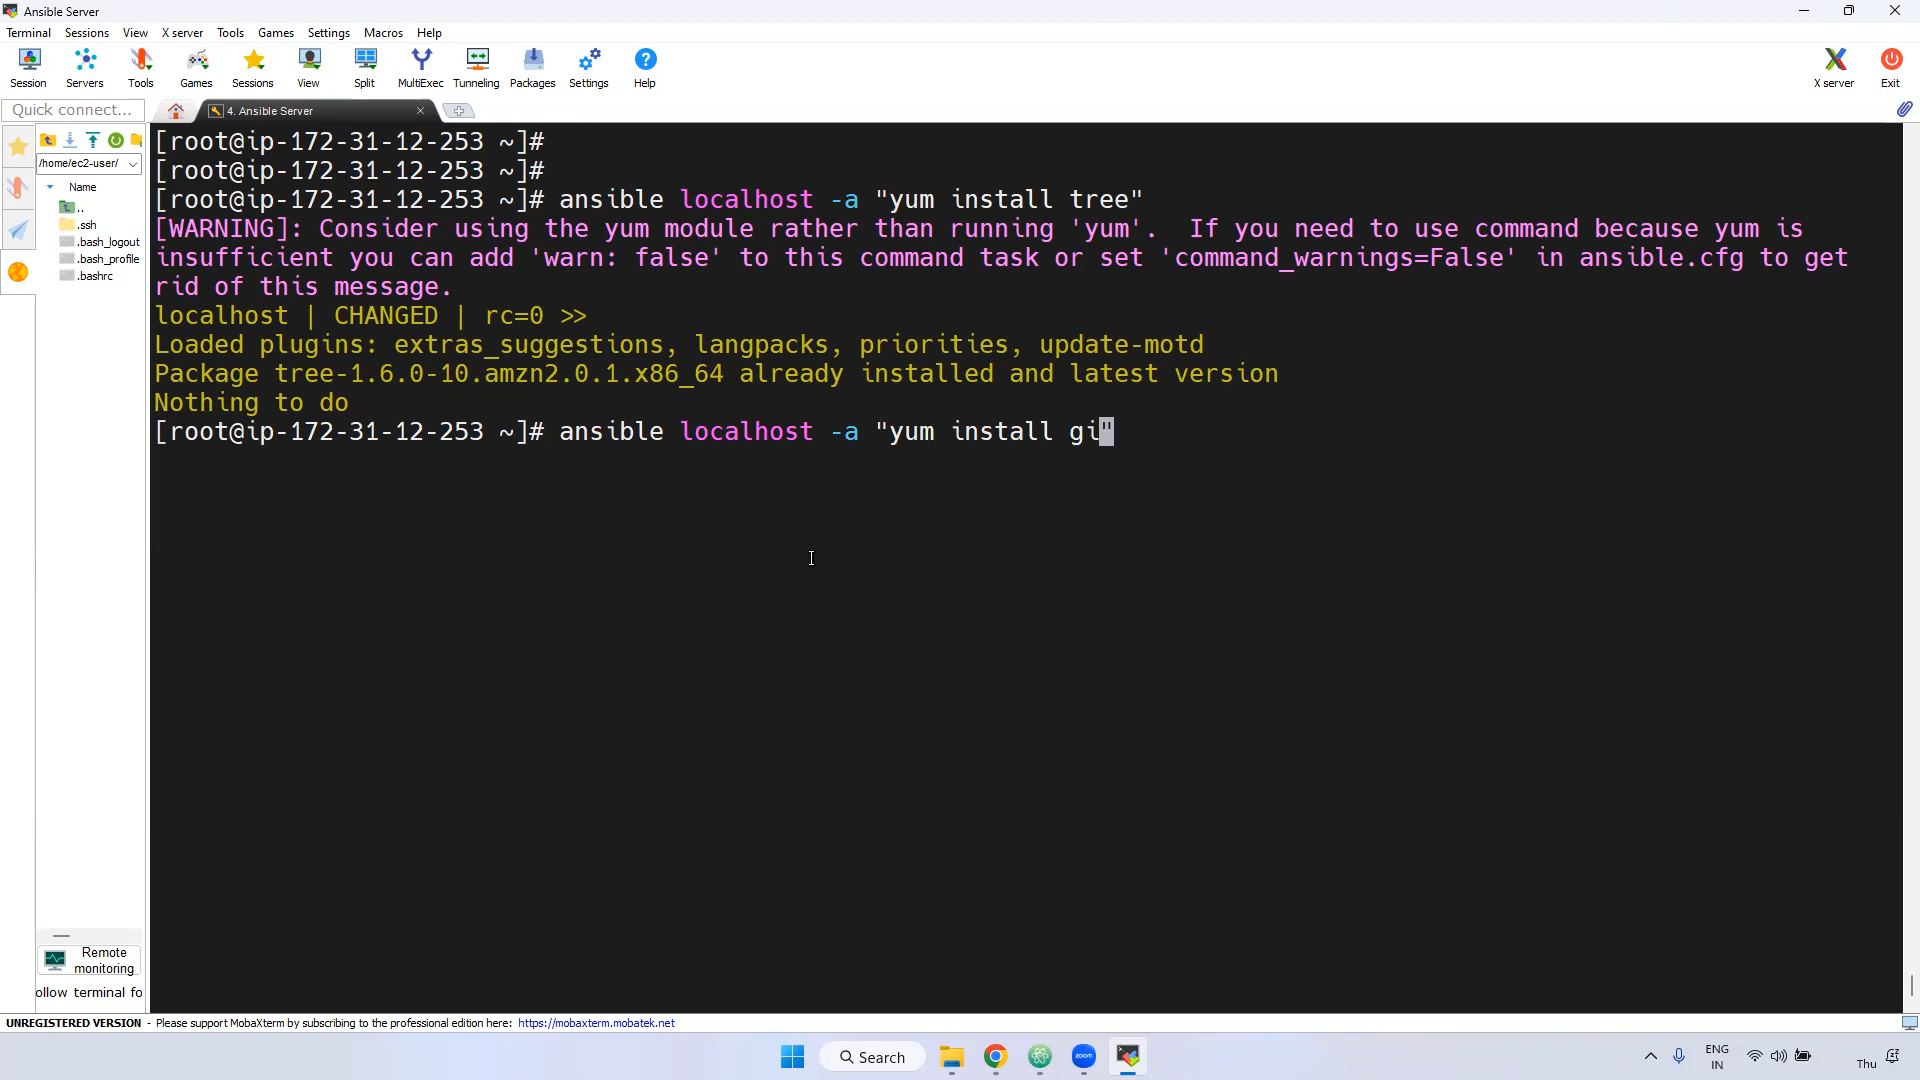 Ansible Server
Terminal Sessions View X server Tools Games Settings Macros Help
Session Servers Tools Games Sessions View Split MultiExec Tunneling Packages Settings Help X server Exit
Quick connect... 4. Ansible Server
/home/ec2-user/
Name
..
.ssh
.bash_logout
.bash_profile
.bashrc
[root@ip-172-31-12-253 ~]#
[root@ip-172-31-12-253 ~]#
[root@ip-172-31-12-253 ~]# ansible localhost -a "yum install tree"
[WARNING]: Consider using the yum module rather than running 'yum'.  If you need to use command because yum is
insufficient you can add 'warn: false' to this command task or set 'command_warnings=False' in ansible.cfg to get
rid of this message.
localhost | CHANGED | rc=0 >>
Loaded plugins: extras_suggestions, langpacks, priorities, update-motd
Package tree-1.6.0-10.amzn2.0.1.x86_64 already installed and latest version
Nothing to do
[root@ip-172-31-12-253 ~]# ansible localhost -a "yum install gi"
Remote
monitoring
ollow terminal fo
UNREGISTERED VERSION - Please support MobaXterm by subscribing to the professional edition here: https://mobaxterm.mobatek.net
Search
zoom
ENG
IN
Thu